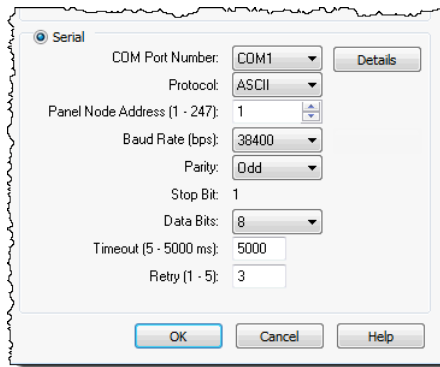 Serial
COM Port Number: COM1 Details
Protocol: ASCII
Panel Node Address (1 - 247): 1
Baud Rate (bps): 38400
Parity: Odd
Stop Bit: 1
Data Bits: 8
Timeout (5 - 5000 ms): 5000
Retry (1 - 5): 3
OK Cancel Help